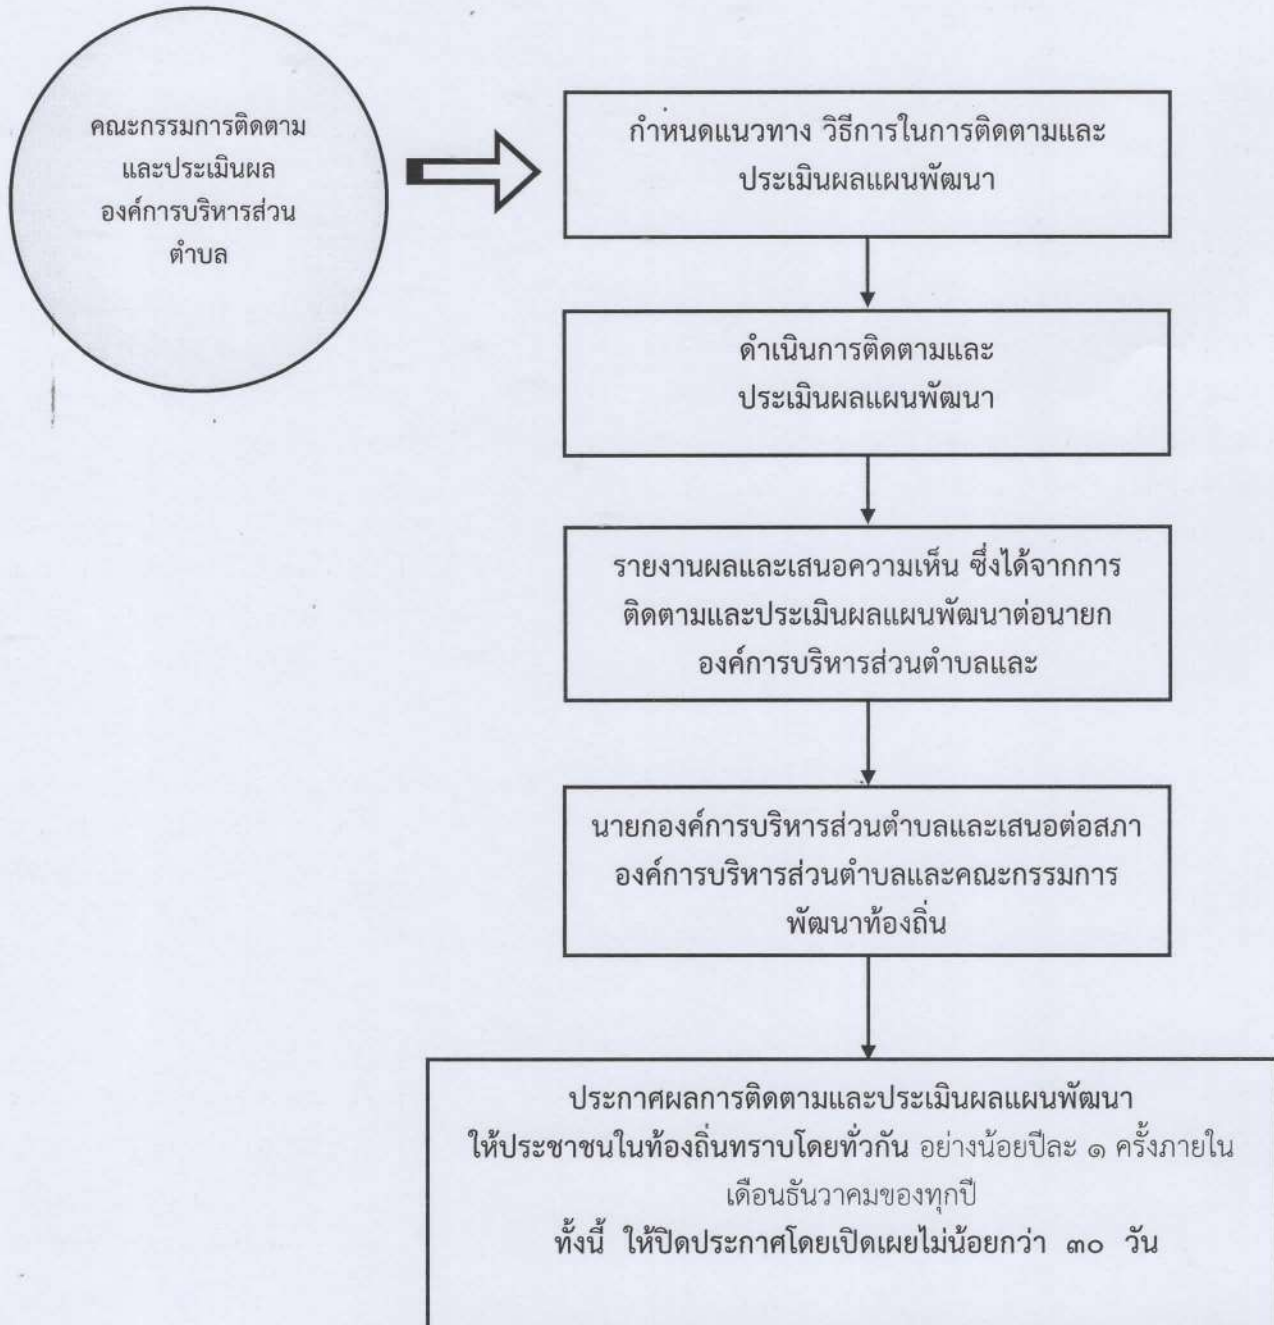 คณะกรรมการติดตาม
และประเมินผล
องค์การบริหารส่วน
ตำบล
กำหนดแนวทาง วิธีการในการติดตามและ
ประเมินผลแผนพัฒนา
ดำเนินการติดตามและ
ประเมินผลแผนพัฒนา
รายงานผลและเสนอความเห็น ซึ่งได้จากการ
ติดตามและประเมินผลแผนพัฒนาต่อนายก
องค์การบริหารส่วนตำบลและ
นายกองค์การบริหารส่วนตำบลและเสนอต่อสภา
องค์การบริหารส่วนตำบลและคณะกรรมการ
พัฒนาท้องถิ่น
ประกาศผลการติดตามและประเมินผลแผนพัฒนา
ให้ประชาชนในท้องถิ่นทราบโดยทั่วกัน อย่างน้อยปีละ ๑ ครั้งภายใน
เดือนธันวาคมของทุกปี
ทั้งนี้ ให้ปิดประกาศโดยเปิดเผยไม่น้อยกว่า ๓๐ วัน